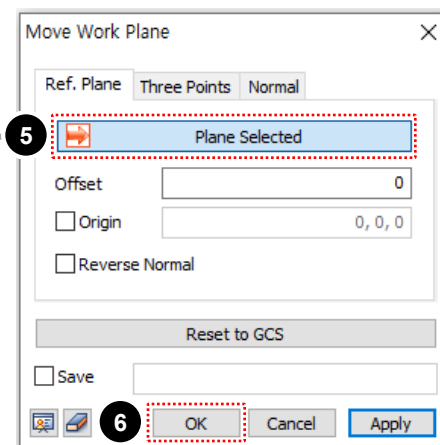 Move Work Plane
Ref. Plane Three Points Normal
5 Plane Selected
Offset 0
Origin 0, 0, 0
Reverse Normal
Reset to GCS
Save
6 OK Cancel Apply